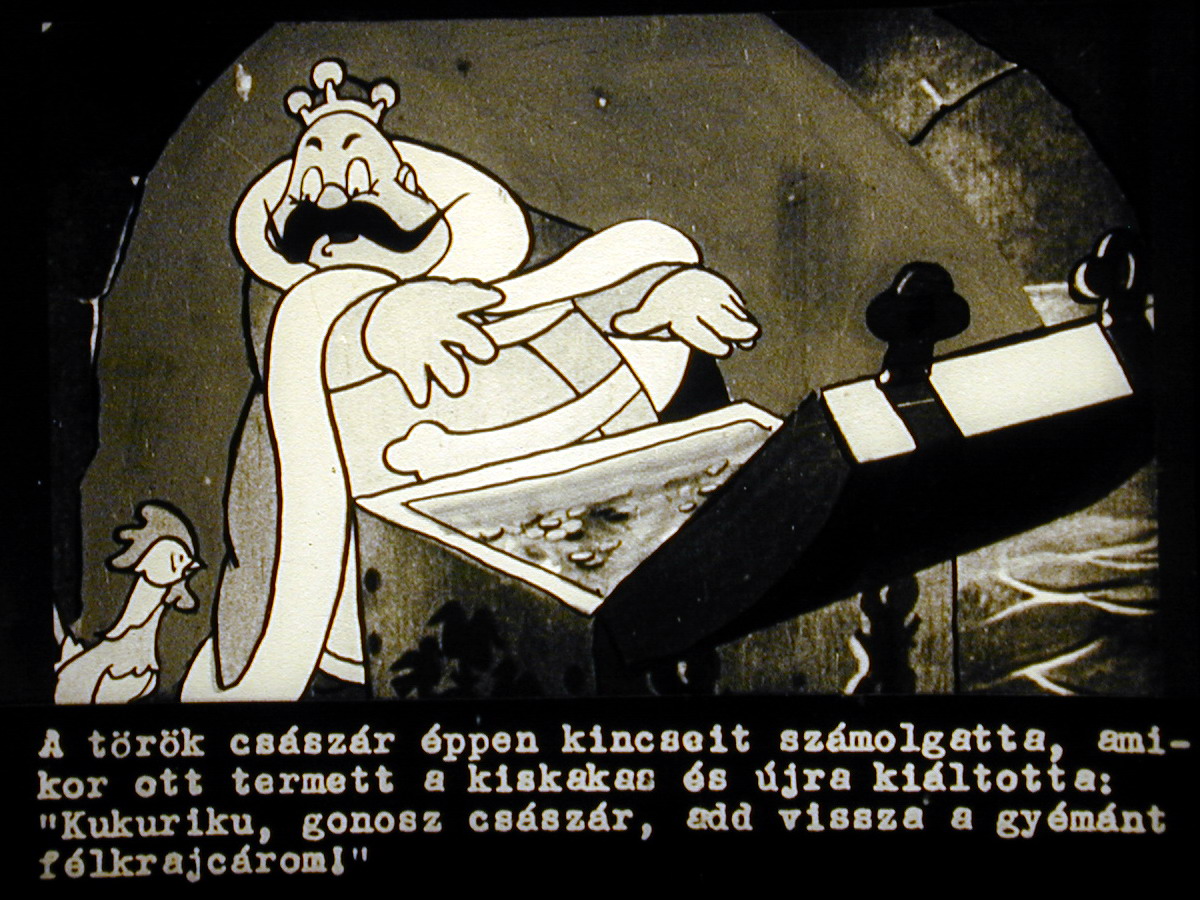 A török császár éppen kincseit számolgatta, ami-
kor ott termett a kiskakas és újra kiáltotta:
"Kukuriku, gonosz császár, add vissza a gyémánt
félkrajcárom!"